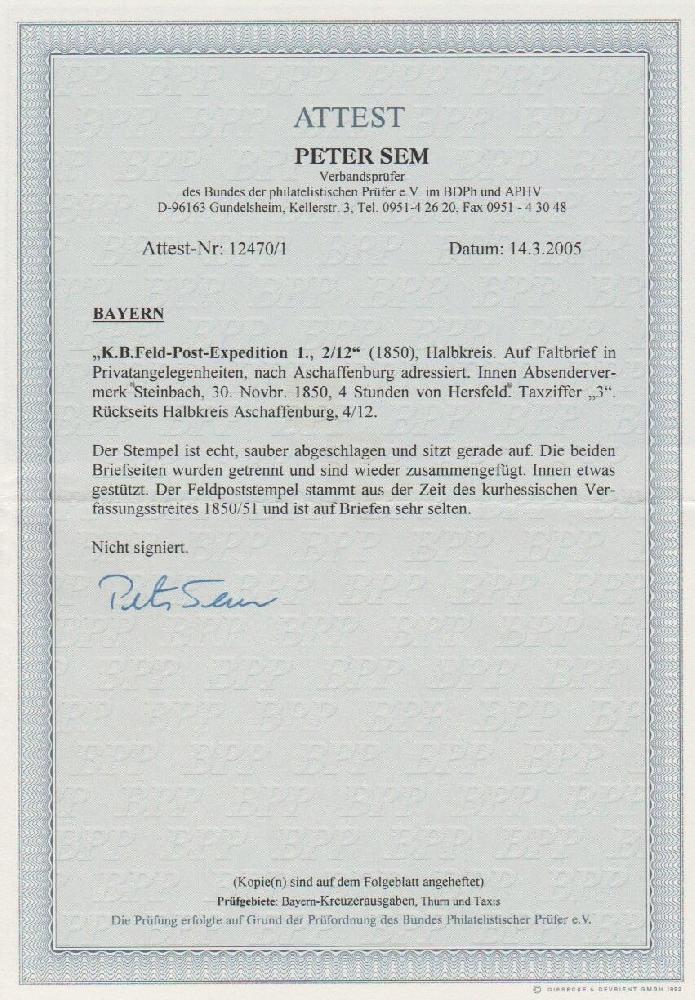 ATTEST
PETER SEM
Verbandsprüfer
des Bundes der philatelistischen Prüfer e.V. im BDPh und APHV
D-96163 Gundelsheim, Kellerstr. 3, Tel. 0951-4 26 20, Fax 0951 - 4 30 48
Attest-Nr: 12470/1 Datum: 14.3.2005
BAYERN
„K.B.Feld-Post-Expedition 1., 2/12“ (1850), Halbkreis. Auf Faltbrief in
Privatangelegenheiten, nach Aschaffenburg adressiert. Innen Absenderver-
merk "Steinbach, 30. Novbr. 1850, 4 Stunden von Hersfeld". Taxziffer „3“.
Rückseits Halbkreis Aschaffenburg, 4/12.
Der Stempel ist echt, sauber abgeschlagen und sitzt gerade auf. Die beiden
Briefseiten wurden getrennt und sind wieder zusammengefügt. Innen etwas
gestützt. Der Feldpoststempel stammt aus der Zeit des kurhessischen Ver-
fassungsstreites 1850/51 und ist auf Briefen sehr selten.
Nicht signiert.
Peter Sem
(Kopie(n) sind auf dem Folgeblatt angeheftet)
Prüfgebiete: Bayern-Kreuzerausgaben, Thurn und Taxis
Die Prüfung erfolgte auf Grund der Prüfordnung des Bundes Philatelistischer Prüfer e.V.
© GIESECKE & DEVRIENT GMBH 1992